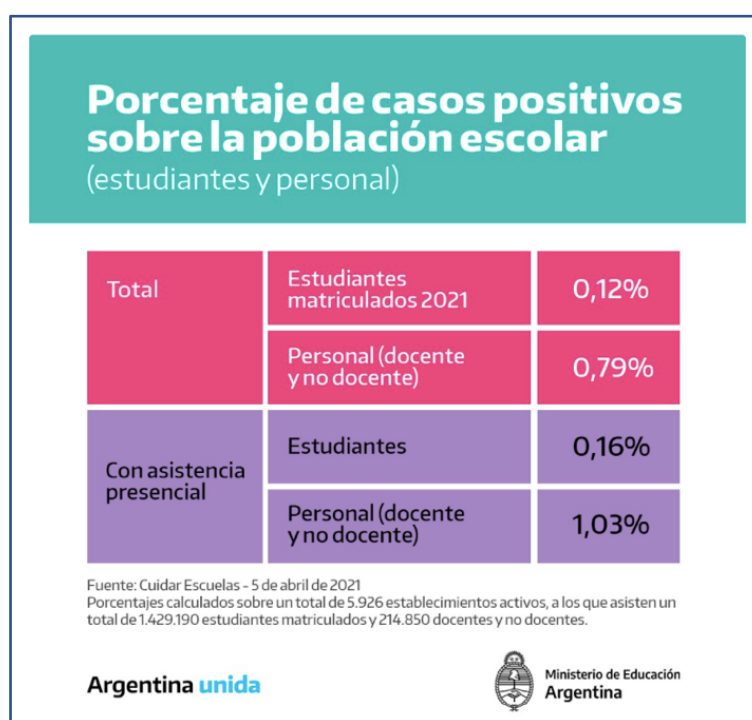 Porcentaje de casos positivos
sobre la población escolar
(estudiantes y personal)
Total
Estudiantes
matriculados 2021
0,12%
Personal (docente
y no docente)
0,79%
Con asistencia
presencial
Estudiantes
0,16%
Personal (docente
y no docente)
1,03%
Fuente: Cuidar Escuelas - 5 de abril de 2021
Porcentajes calculados sobre un total de 5.926 establecimientos activos, a los que asisten un
total de 1.429.190 estudiantes matriculados y 214.850 docentes y no docentes.
Argentina unida
Ministerio de Educación
Argentina